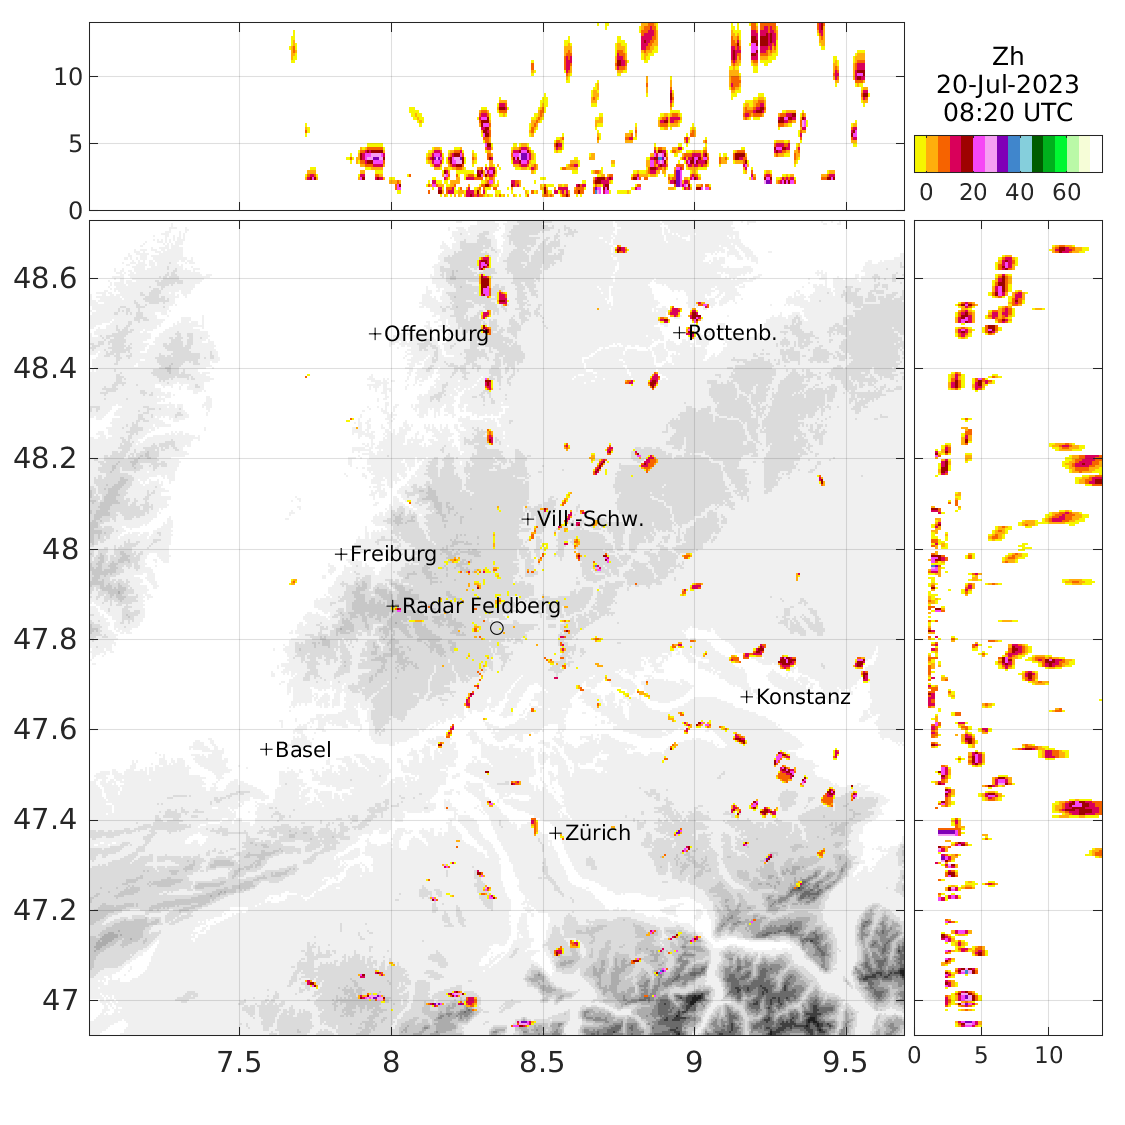 10
5
0
Zh
20-Jul-2023
08:20 UTC
0 20 40 60
48.6
48.4
48.2
48
47.8
47.6
47.4
47.2
47
+Offenburg
+Rottenb.
+Vill.-Schw.
+Freiburg
+Radar Feldberg
+Konstanz
+Basel
+Zürich
7.5 8 8.5 9 9.5
0 5 10